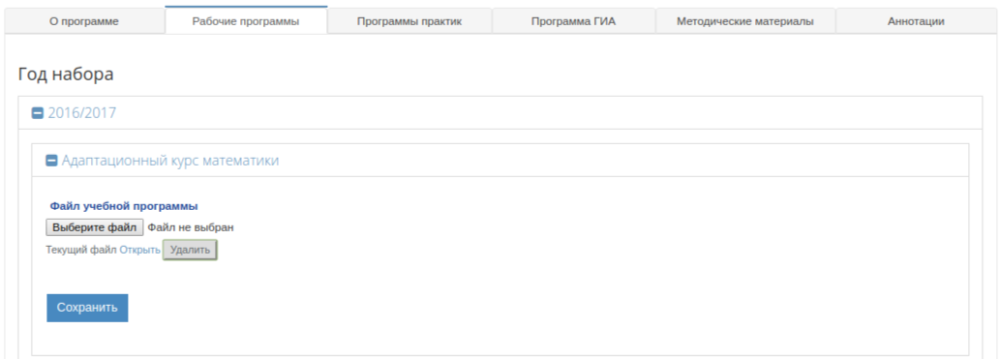 О программе Рабочие программы Программы практик Программа ГИА Методические материалы Аннотации
Год набора
2016/2017
Адаптационный курс математики
Файл учебной программы
Выберите файл Файл не выбран
Текущий файл Открыть Удалить
Сохранить